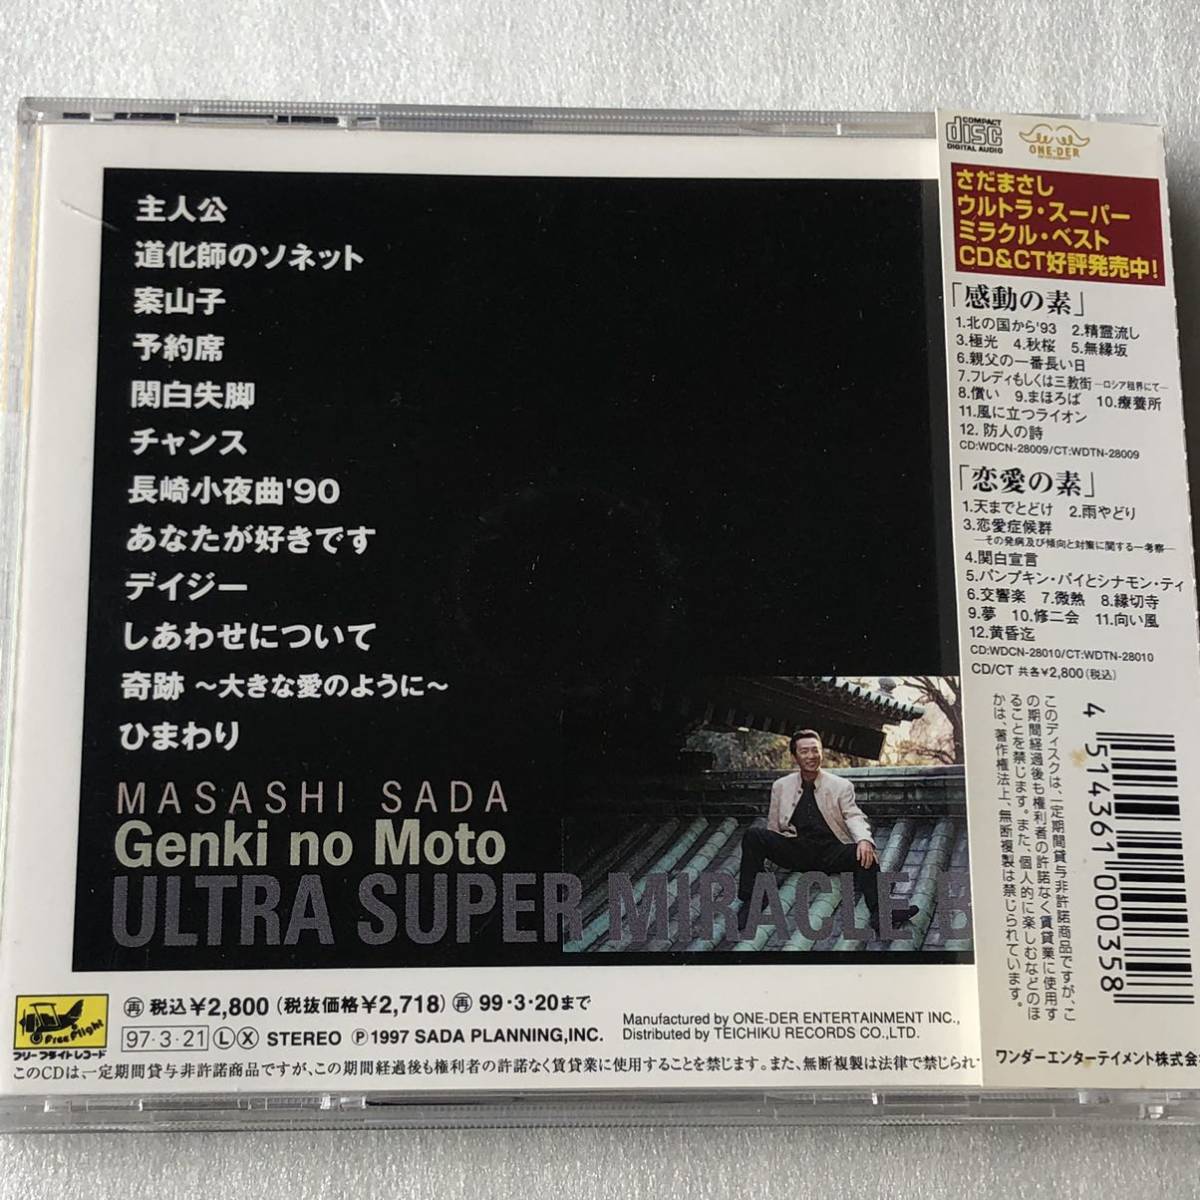 主人公
道化師のソネット
案山子
予約席
関白失脚
チャンス
長崎小夜曲'90
あなたが好きです
デイジー
しあわせについて
奇跡 〜大きな愛のように〜
ひまわり
MASASHI SADA
Genki no Moto
ULTRA SUPER MIRACLE B
Free Flight
フリーフライトレコード
再 税込¥2,800 (税抜価格¥2,718) 再 99・3・20まで
97・3・21 L X STEREO Ⓟ1997 SADA PLANNING,INC.
Manufactured by ONE-DER ENTERTAINMENT INC.,
Distributed by TEICHIKU RECORDS CO.,LTD.
このCDは、一定期間貸与非許諾商品ですが、この期間経過後も権利者の許諾なく賃貸業に使用することを禁じます。また、無断複製は法律で禁じられ
COMPACT
disc
DIGITAL AUDIO
ONE-DER
さだまさし
ウルトラ・スーパー
ミラクル・ベスト
CD&CT好評発売中!
「感動の素」
1.北の国から'93 2.精霊流し
3.極光 4.秋桜 5.無縁坂
6.親父の一番長い日
7.フレディもしくは三教街—ロシア租界にて—
8.償い 9.まほろば 10.療養所
11.風に立つライオン
12.防人の詩
CD:WDCN-28009/CT:WDTN-28009
「恋愛の素」
1.天までとどけ 2.雨やどり
3.恋愛症候群
—その発病及び傾向と対策に関する一考察—
4.関白宣言
5.パンプキン・パイとシナモン・ティ
6.交響楽 7.微熱 8.縁切寺
9.夢 10.修二会 11.向い風
12.黄昏迄
CD:WDCN-28010/CT:WDTN-28010
CD/CT 共各¥2,800(税込)
このディスクは、一定期間貸与非許諾商品ですが、こ
の期間経過後も権利者の許諾なく賃貸業に使用す
ることを禁じます。また、個人的に楽しむなどのほ
かは、著作権法上、無断複製は禁じられています。
4 514361 000358
ワンダーエンターテイメント株式会